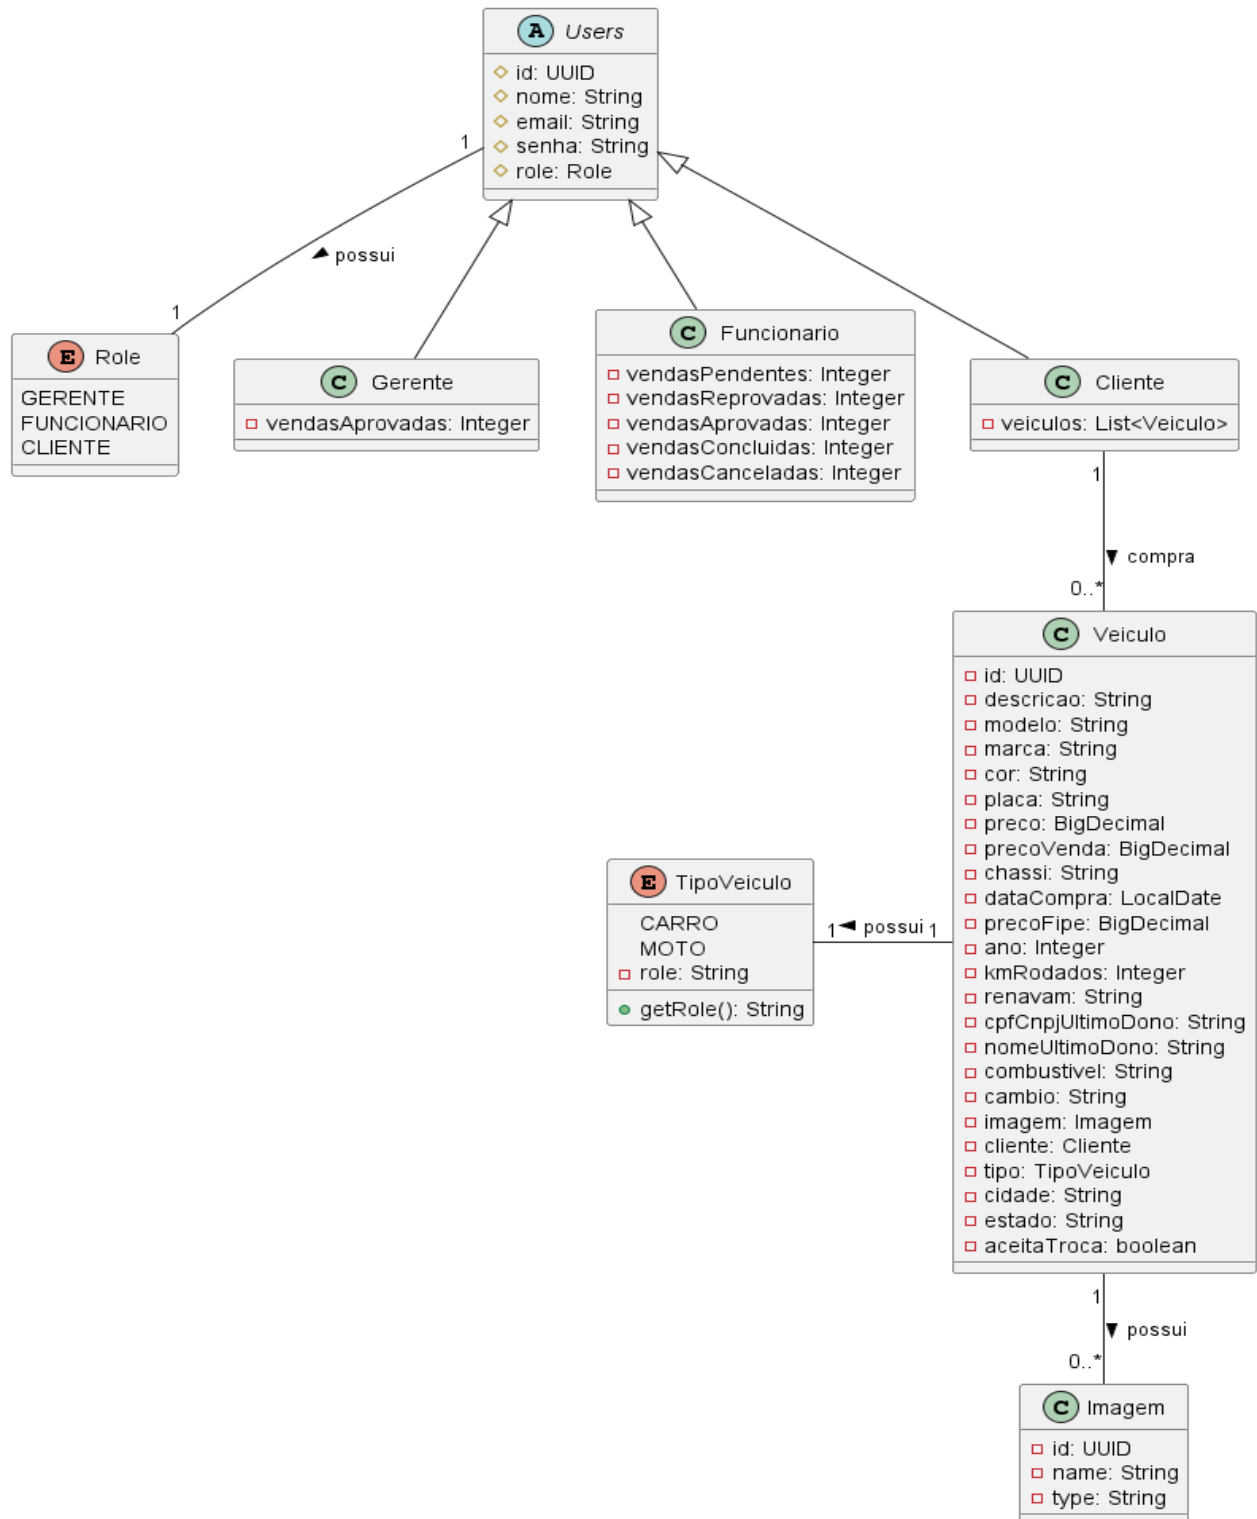 A Users
id: UUID
nome: String
email: String
senha: String
role: Role
1
possui
1
E Role
GERENTE
FUNCIONARIO
CLIENTE
C Gerente
vendasAprovadas: Integer
C Funcionario
vendasPendentes: Integer
vendasReprovadas: Integer
vendasAprovadas: Integer
vendasConcluidas: Integer
vendasCanceladas: Integer
C Cliente
veiculos: List<Veiculo>
1
compra
0..*
C Veiculo
id: UUID
descricao: String
modelo: String
marca: String
cor: String
placa: String
preco: BigDecimal
precoVenda: BigDecimal
chassi: String
dataCompra: LocalDate
precoFipe: BigDecimal
ano: Integer
kmRodados: Integer
renavam: String
cpfCnpjUltimoDono: String
nomeUltimoDono: String
combustivel: String
cambio: String
imagem: Imagem
cliente: Cliente
tipo: TipoVeiculo
cidade: String
estado: String
aceitaTroca: boolean
E TipoVeiculo
CARRO
MOTO
role: String
getRole(): String
1 possui 1
1
possui
0..*
C Imagem
id: UUID
name: String
type: String